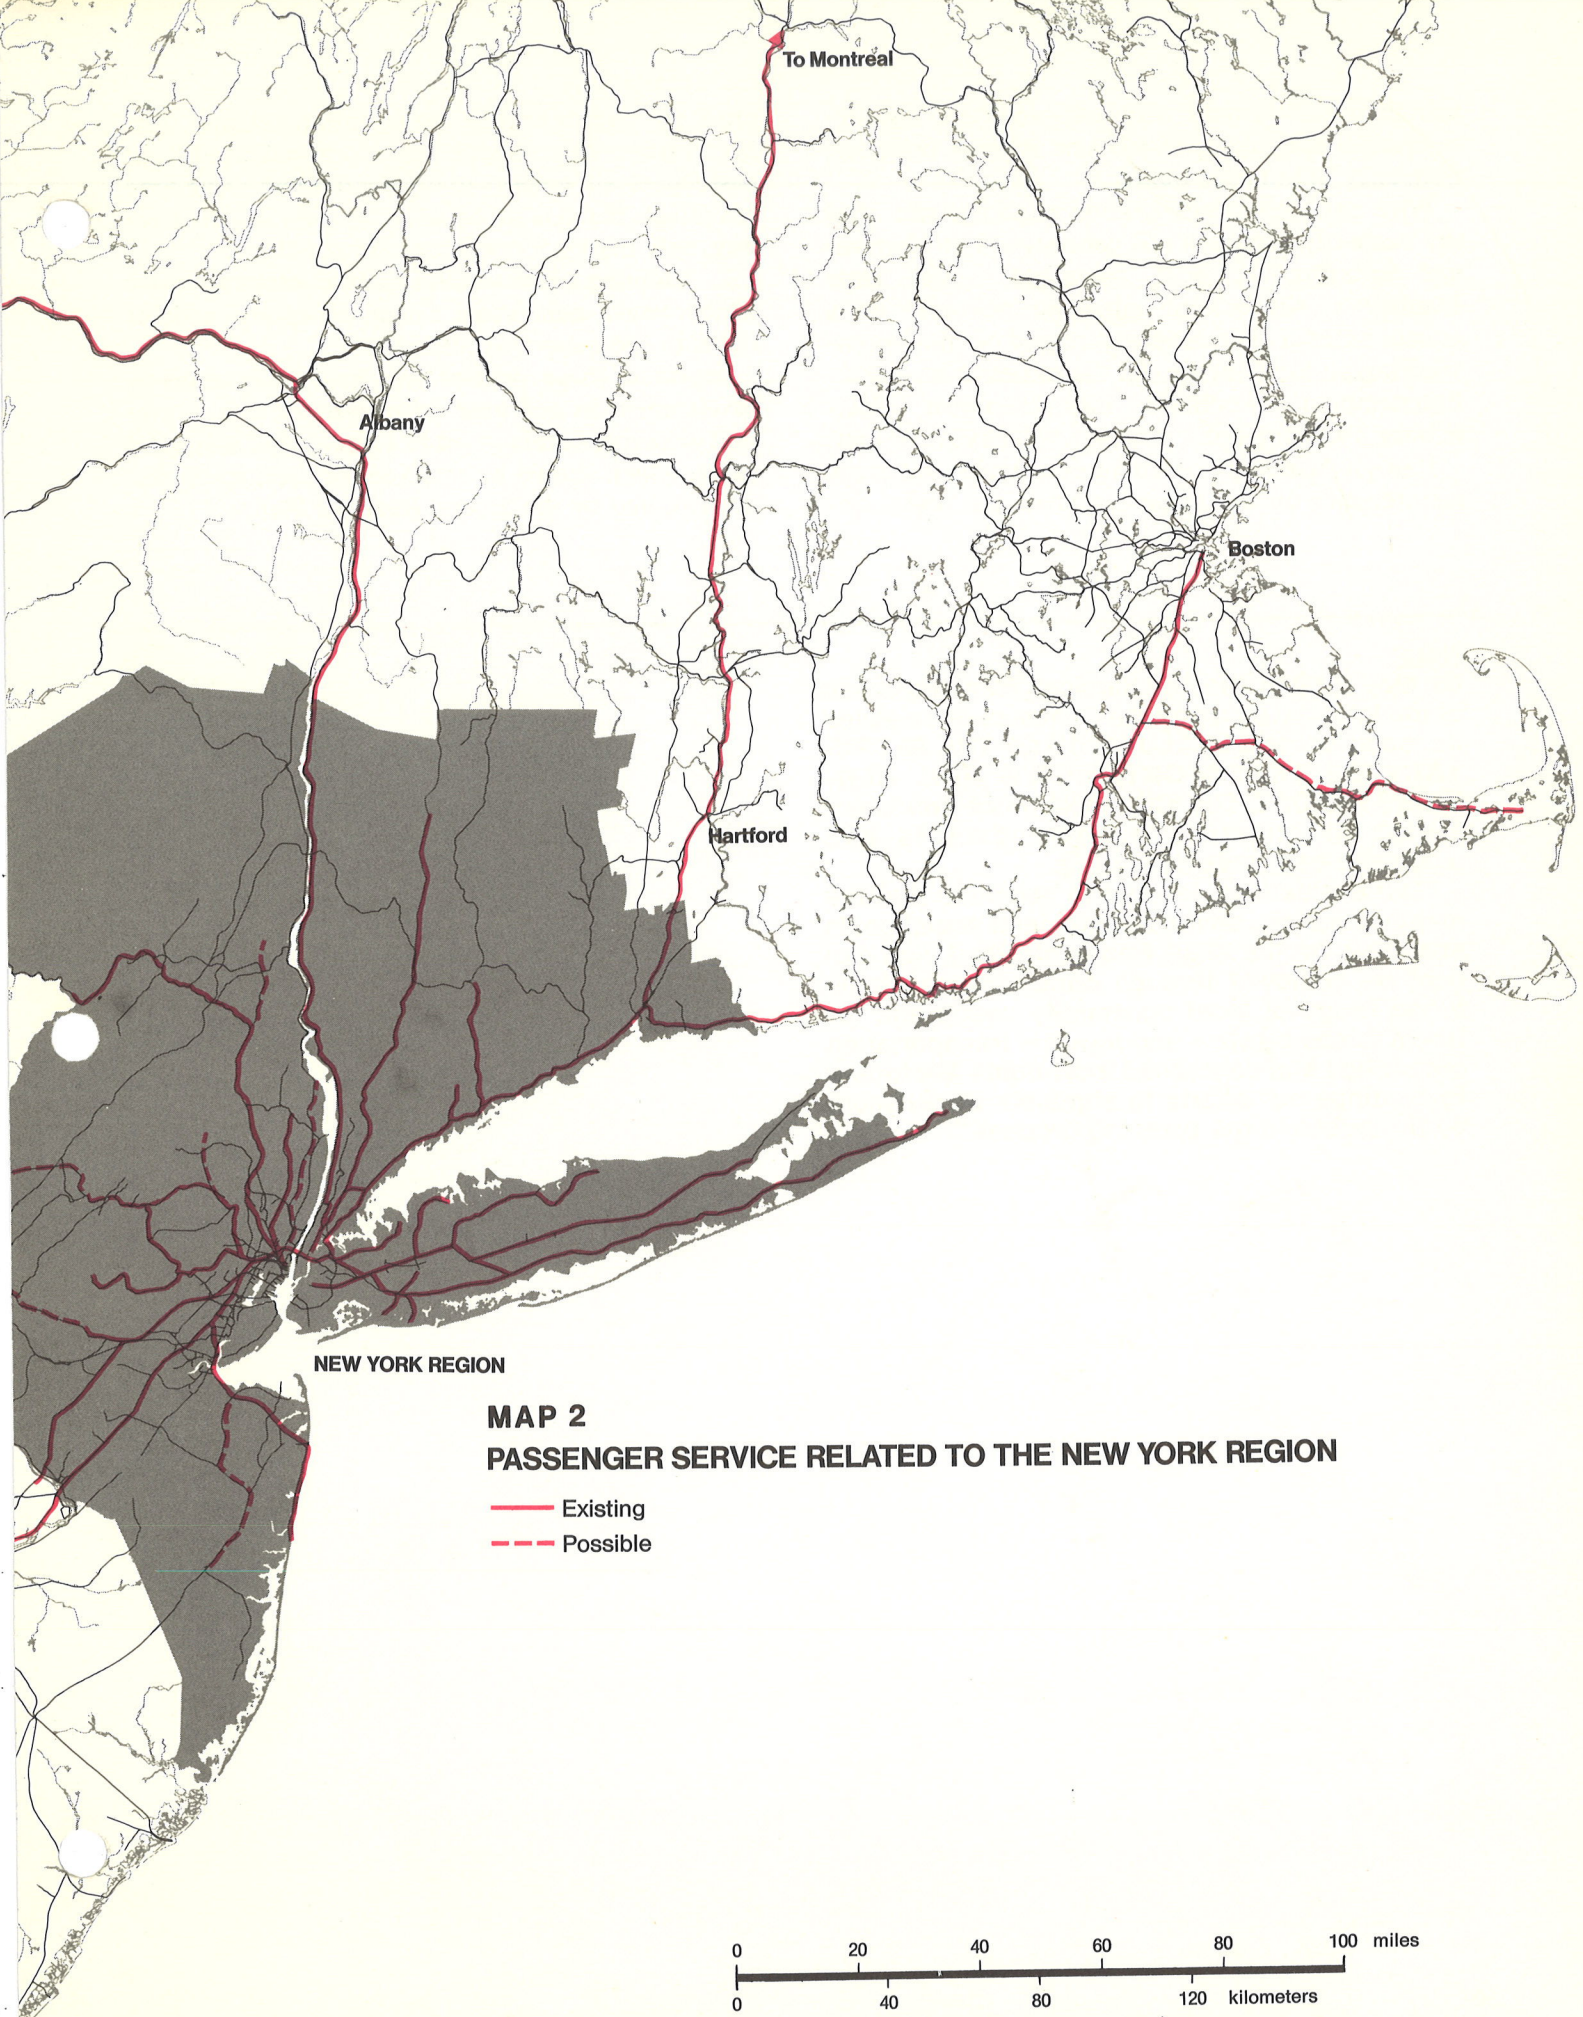 To Montreal
Albany
Boston
Hartford
NEW YORK REGION
MAP 2
PASSENGER SERVICE RELATED TO THE NEW YORK REGION
Existing
Possible
0 20 40 60 80 100 miles
0 40 80 120 kilometers